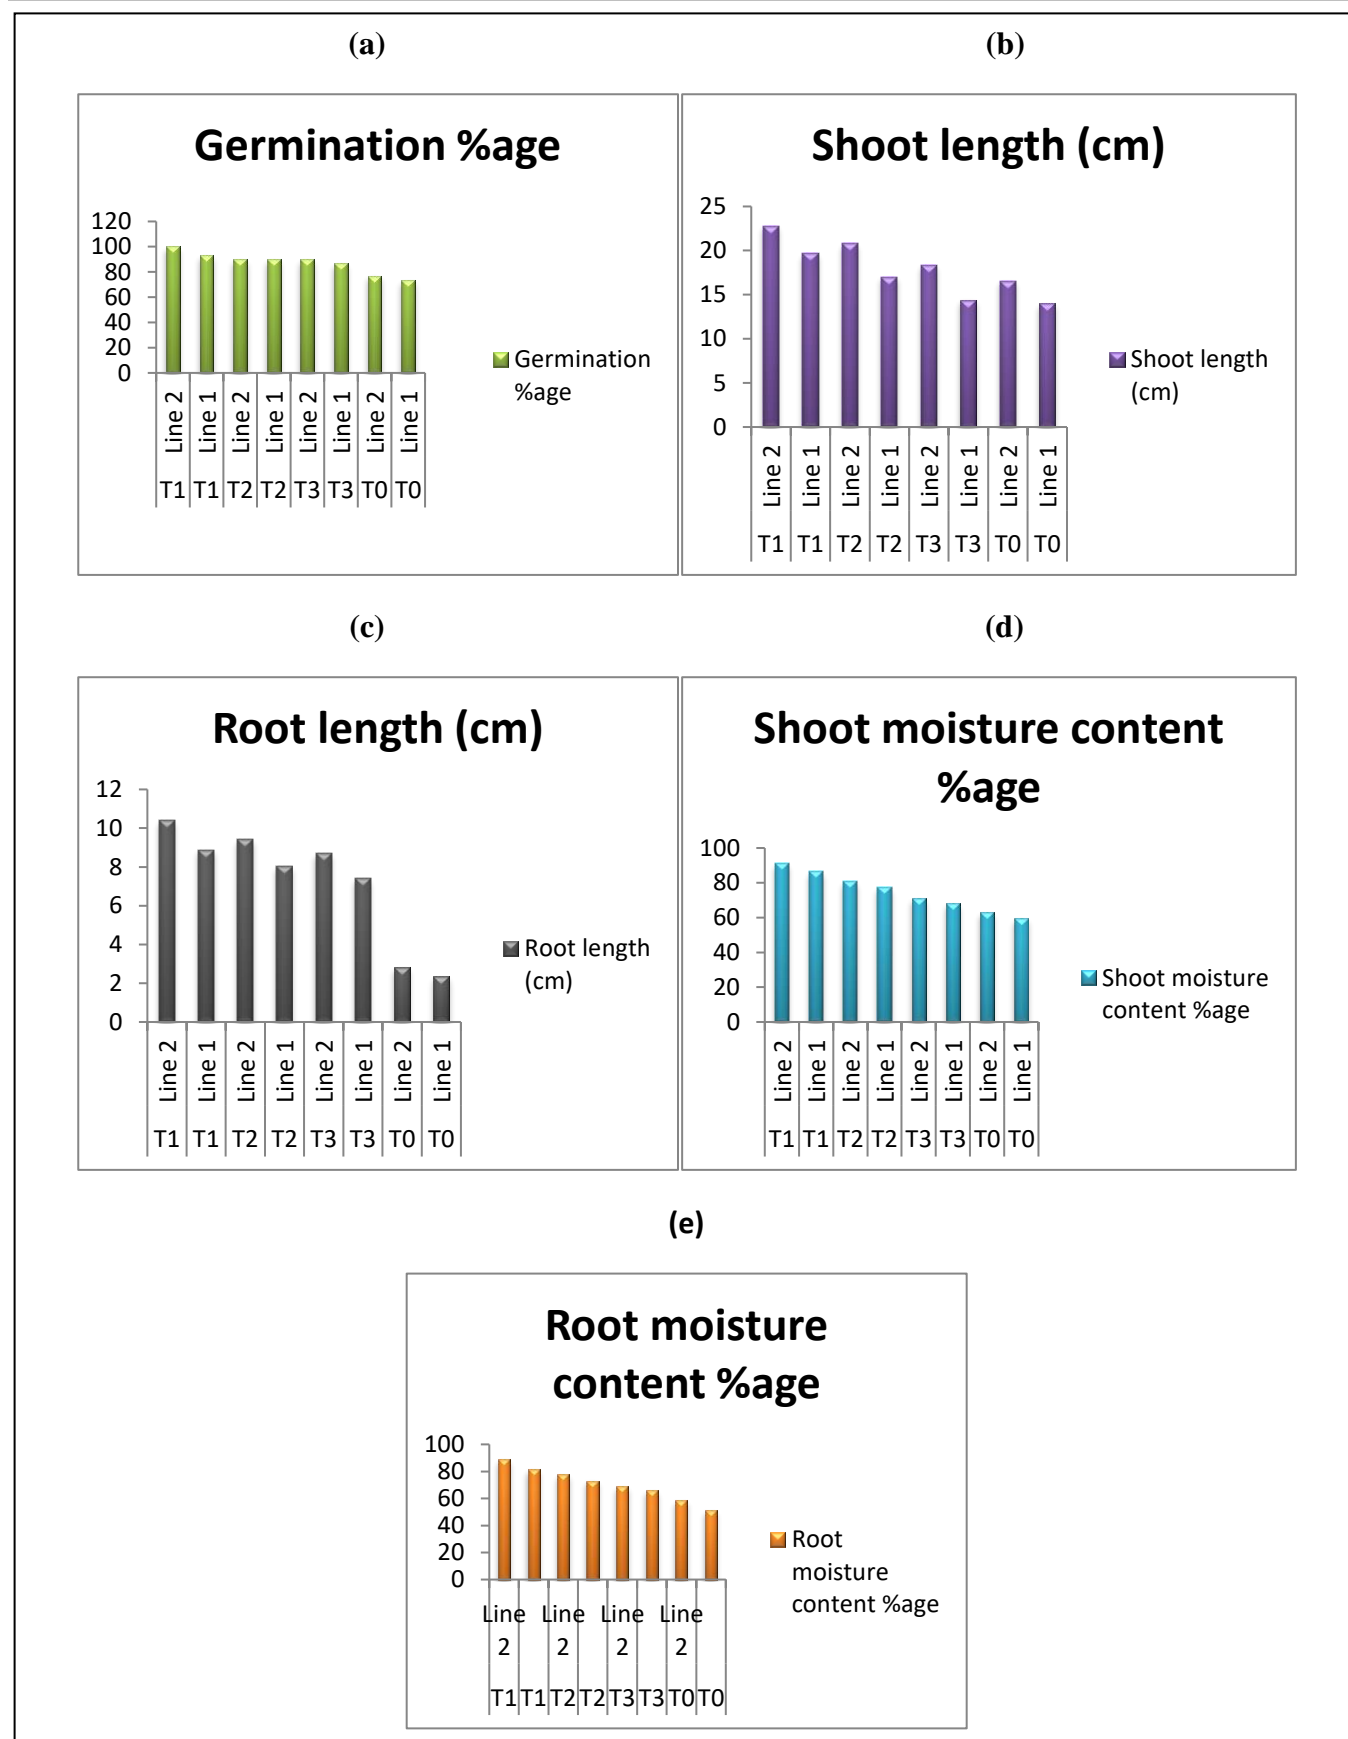 (a)
(b)
Germination %age
120
100
80
60
40
20
0
Line 2 Line 1 Line 2 Line 1 Line 2 Line 1 Line 2 Line 1
T1 T1 T2 T2 T3 T3 T0 T0
Germination
%age
Shoot length (cm)
25
20
15
10
5
0
Line 2 Line 1 Line 2 Line 1 Line 2 Line 1 Line 2 Line 1
T1 T1 T2 T2 T3 T3 T0 T0
Shoot length
(cm)
(c)
(d)
Root length (cm)
12
10
8
6
4
2
0
Line 2 Line 1 Line 2 Line 1 Line 2 Line 1 Line 2 Line 1
T1 T1 T2 T2 T3 T3 T0 T0
Root length
(cm)
Shoot moisture content
%age
100
80
60
40
20
0
Line 2 Line 1 Line 2 Line 1 Line 2 Line 1 Line 2 Line 1
T1 T1 T2 T2 T3 T3 T0 T0
Shoot moisture
content %age
(e)
Root moisture
content %age
100
80
60
40
20
0
Line Line Line Line
2 2 2 2
T1 T1 T2 T2 T3 T3 T0 T0
Root
moisture
content %age